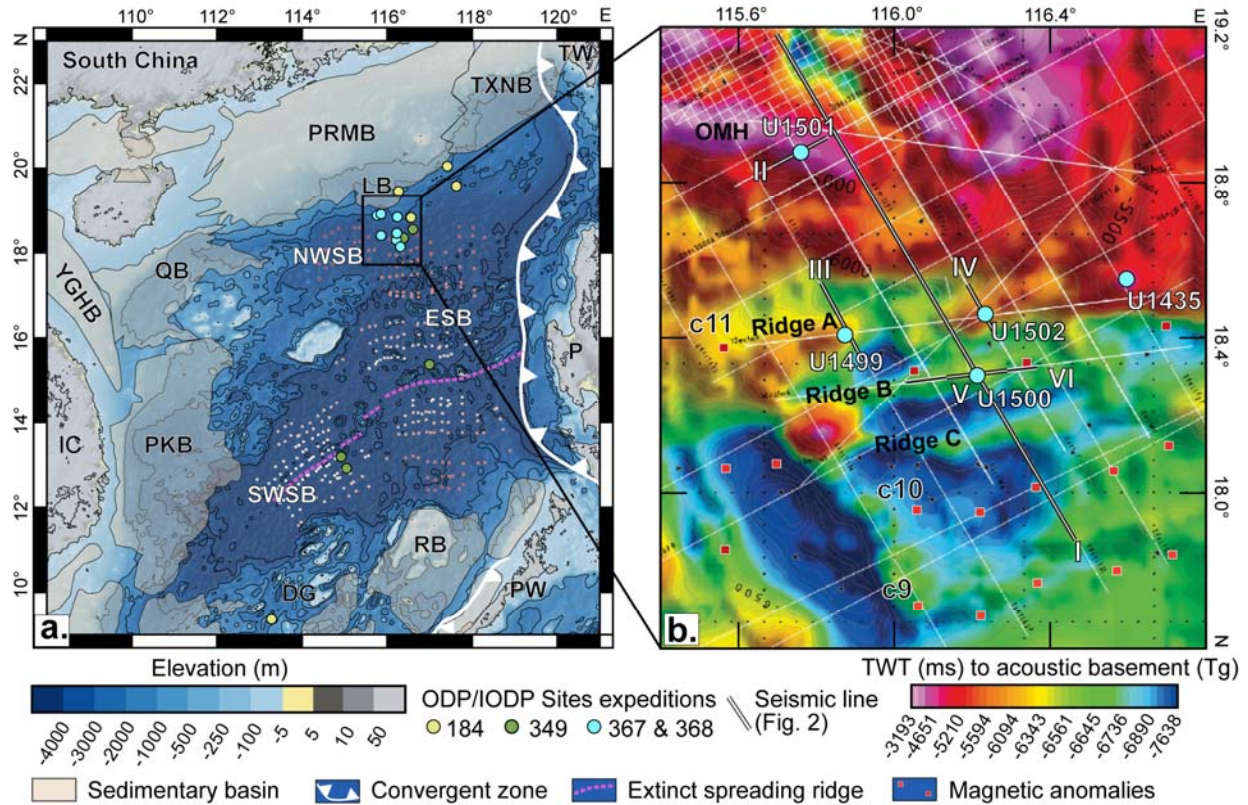 110° 112° 114° 116° 118° 120° E
N
22°
20°
18°
16°
14°
12°
10°
South China
TW
TXNB
PRMB
LB
NWSB
QB
YGHB
ESB
P
IC
PKB
SWSB
RB
DG
PW
a.
115.6° 116.0° 116.4° E
19.2°
18.8°
18.4°
18.0°
N
OMH
U1501
II
5000
5500
6000
III
IV
U1435
c11
Ridge A
U1502
U1499
Ridge B
V
VI
U1500
Ridge C
c10
I
c9
6500
b.
Elevation (m)
-4000 -3000 -2000 -1000 -500 -250 -100 -5 5 10 50
ODP/IODP Sites expeditions
184 349 367 & 368
Seismic line
(Fig. 2)
TWT (ms) to acoustic basement (Tg)
-3193 -4651 -5210 -5594 -6094 -6343 -6561 -6645 -6736 -6890 -7638
Sedimentary basin Convergent zone Extinct spreading ridge Magnetic anomalies